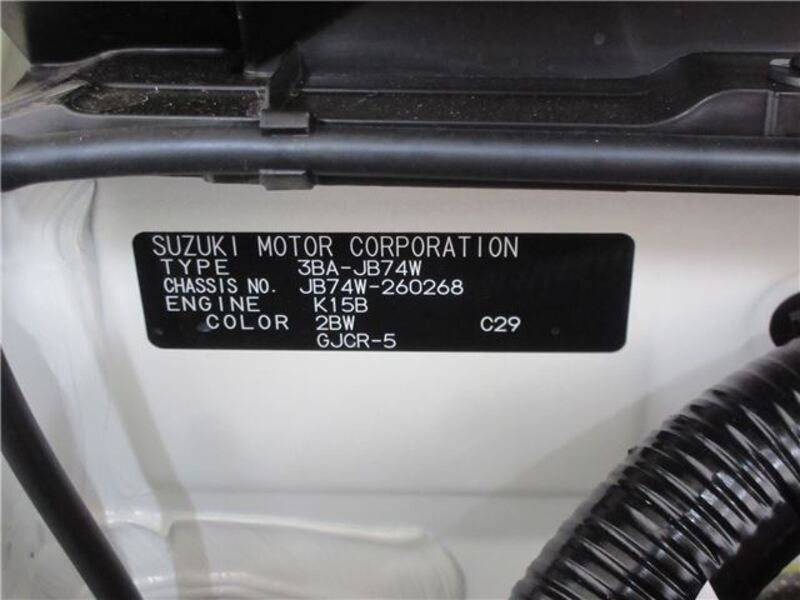 SUZUKI MOTOR CORPORATION
TYPE 3BA-JB74W
CHASSIS NO. JB74W-260268
ENGINE K15B
COLOR 2BW C29
GJCR-5